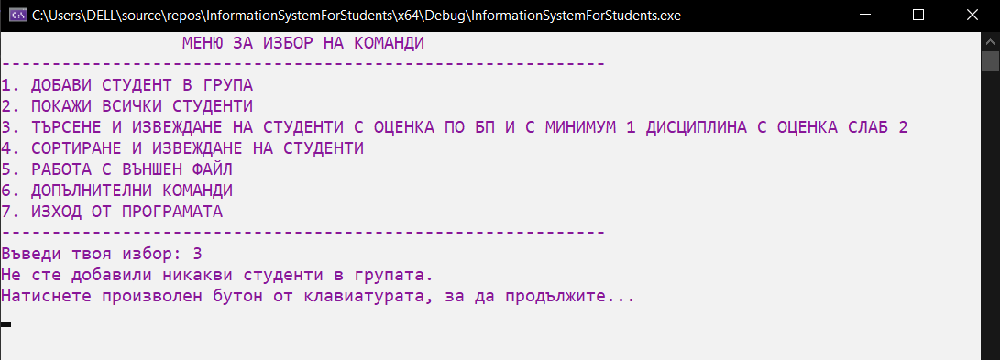 C:\Users\DELL\source\repos\InformationSystemForStudents\x64\Debug\InformationSystemForStudents.exe
МЕНЮ ЗА ИЗБОР НА КОМАНДИ
------------------------------------------------------------
1. ДОБАВИ СТУДЕНТ В ГРУПА
2. ПОКАЖИ ВСИЧКИ СТУДЕНТИ
3. ТЪРСЕНЕ И ИЗВЕЖДАНЕ НА СТУДЕНТИ С ОЦЕНКА ПО БП И С МИНИМУМ 1 ДИСЦИПЛИНА С ОЦЕНКА СЛАБ 2
4. СОРТИРАНЕ И ИЗВЕЖДАНЕ НА СТУДЕНТИ
5. РАБОТА С ВЪНШЕН ФАЙЛ
6. ДОПЪЛНИТЕЛНИ КОМАНДИ
7. ИЗХОД ОТ ПРОГРАМАТА
------------------------------------------------------------
Въведи твоя избор: 3
Не сте добавили никакви студенти в групата.
Натиснете произволен бутон от клавиатурата, за да продължите...